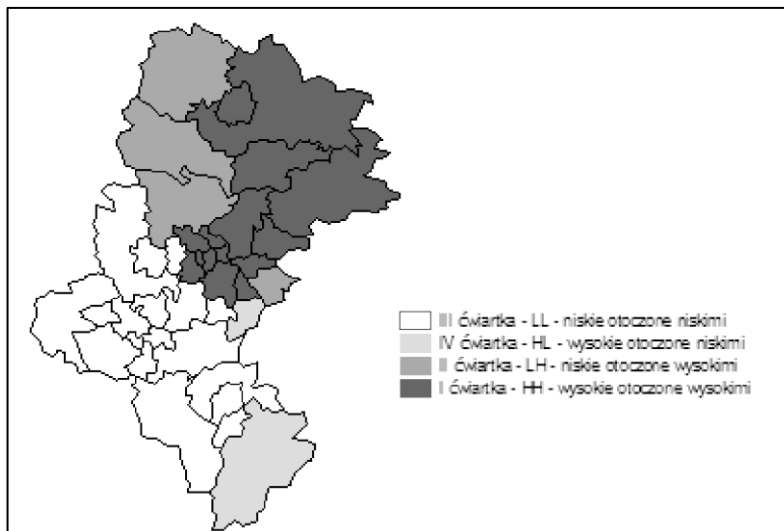 III ćwiartka - LL - niskie otoczone niskimi
IV ćwiartka - HL - wysokie otoczone niskimi
II ćwiartka - LH - niskie otoczone wysokimi
I ćwiartka - HH - wysokie otoczone wysokimi